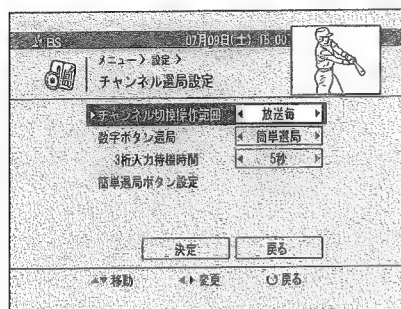 BS 07月09日(土) 15:00
メニュー〉設定〉
チャンネル選局設定
チャンネル切換操作範囲 ◀ 放送毎 ▶
数字ボタン選局 ◀ 簡単選局 ▶
3桁入力待機時間 ◀ 5秒 ▶
簡単選局ボタン設定
決定 戻る
▲▼移動 ◀▶変更 戻る